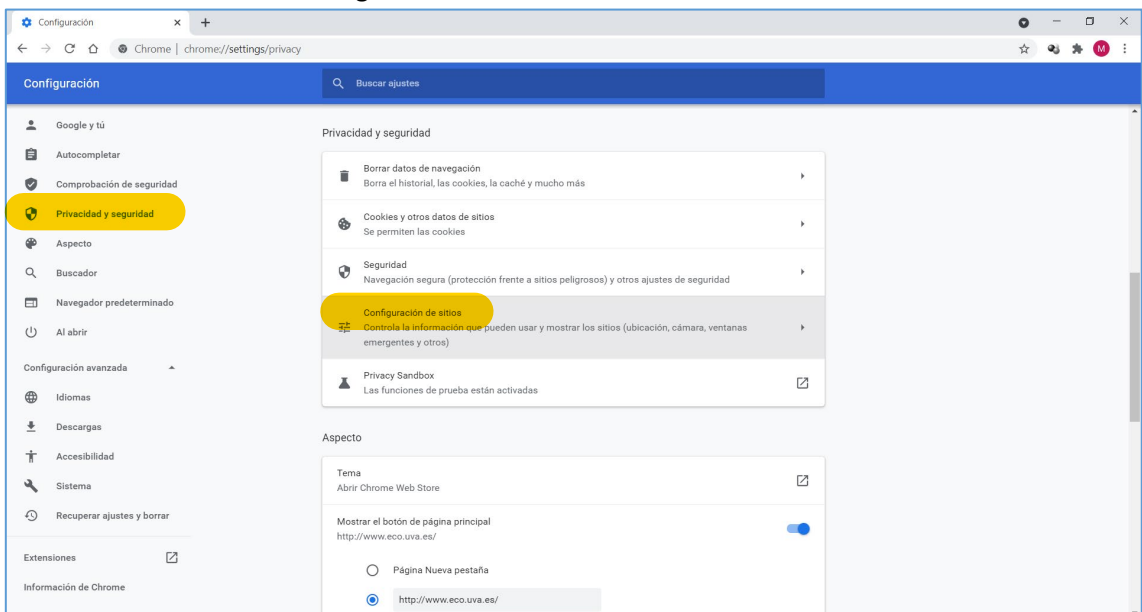 Configuración
Chrome | chrome://settings/privacy
M
Configuración
Buscar ajustes
Google y tú
Autocompletar
Comprobación de seguridad
Privacidad y seguridad
Aspecto
Buscador
Navegador predeterminado
Al abrir
Configuración avanzada
Idiomas
Descargas
Accesibilidad
Sistema
Recuperar ajustes y borrar
Extensiones
Información de Chrome
Privacidad y seguridad
Borrar datos de navegación
Borra el historial, las cookies, la caché y mucho más
Cookies y otros datos de sitios
Se permiten las cookies
Seguridad
Navegación segura (protección frente a sitios peligrosos) y otros ajustes de seguridad
Configuración de sitios
Controla la información que pueden usar y mostrar los sitios (ubicación, cámara, ventanas
emergentes y otros)
Privacy Sandbox
Las funciones de prueba están activadas
Aspecto
Tema
Abrir Chrome Web Store
Mostrar el botón de página principal
http://www.eco.uva.es/
Página Nueva pestaña
http://www.eco.uva.es/